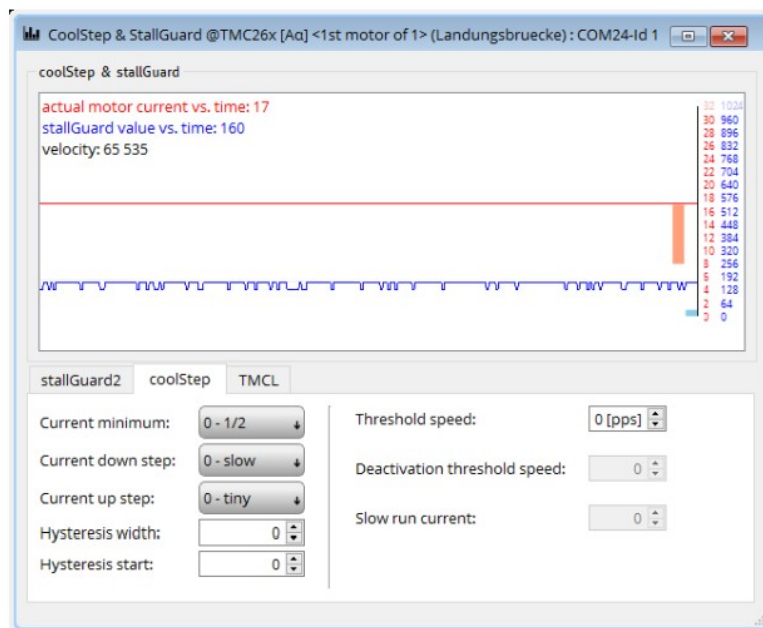 CoolStep & StallGuard @TMC26x [Aα] <1st motor of 1> (Landungsbruecke) : COM24-Id 1
coolStep & stallGuard
actual motor current vs. time: 17
stallGuard value vs. time: 160
velocity: 65 535
32 1024
30 960
28 896
26 832
24 768
22 704
20 640
18 576
16 512
14 448
12 384
10 320
8 256
6 192
4 128
2 64
0 0
stallGuard2 coolStep TMCL
Current minimum: 0 - 1/2
Threshold speed: 0 [pps]
Current down step: 0 - slow
Deactivation threshold speed: 0
Current up step: 0 - tiny
Slow run current: 0
Hysteresis width: 0
Hysteresis start: 0